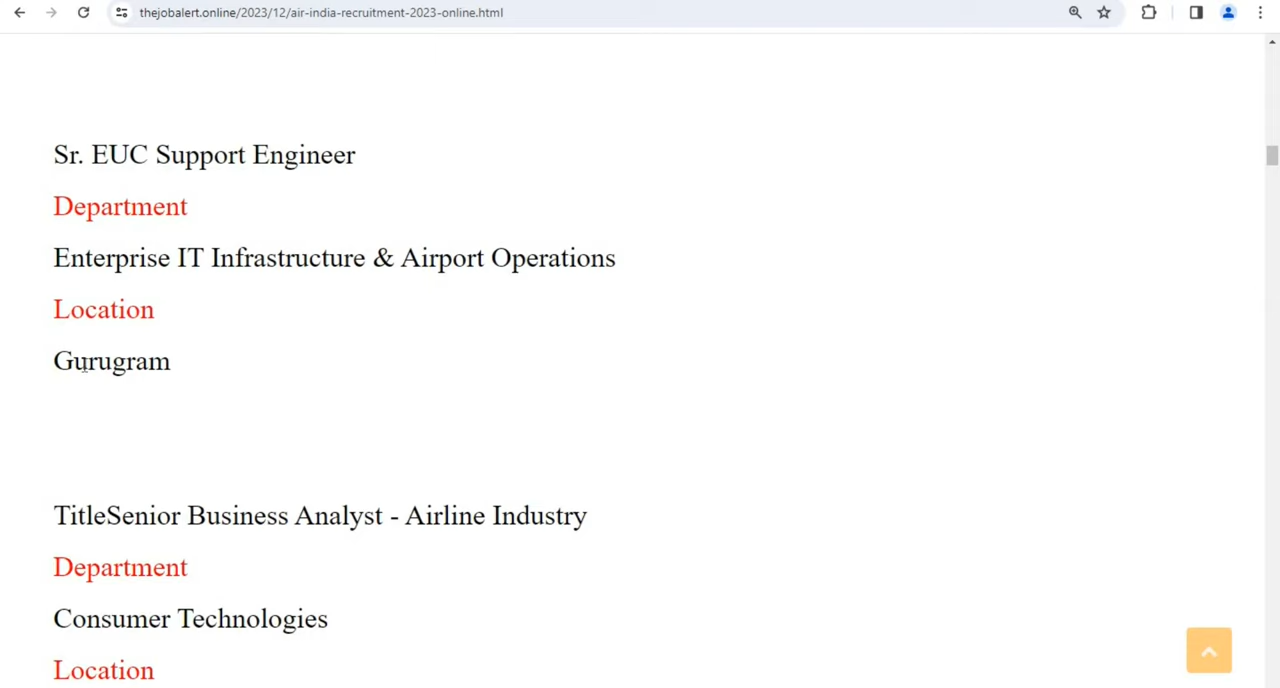 thejobalert.online/2023/12/air-india-recruitment-2023-online.html
Sr. EUC Support Engineer
Department
Enterprise IT Infrastructure & Airport Operations
Location
Gurugram
TitleSenior Business Analyst - Airline Industry
Department
Consumer Technologies
Location